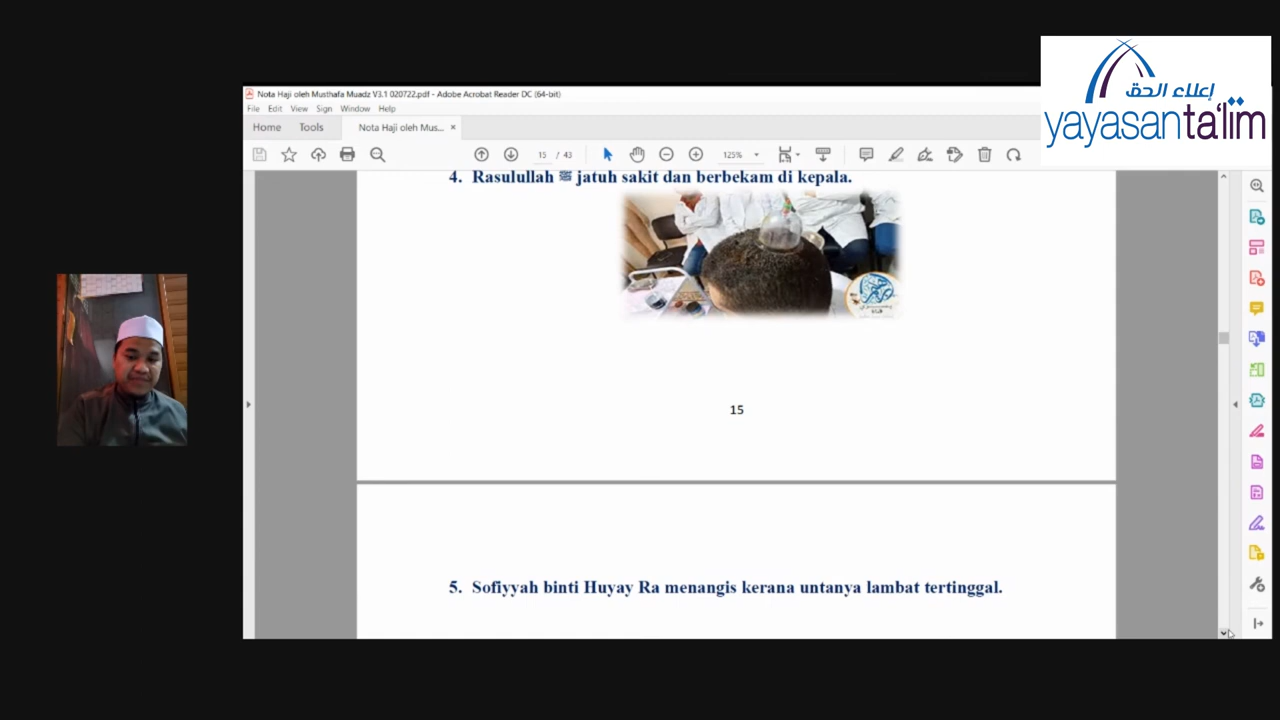 إعلاء الحق
yayasanta'lim
Nota Haji oleh Musthafa Muadz V3.1 020722.pdf - Adobe Acrobat Reader DC (64-bit)
File Edit View Sign Window Help
Home Tools Nota Haji oleh Mus... ×
15 / 43 125%
4. Rasulullah ﷺ jatuh sakit dan berbekam di kepala.
15
5. Sofiyyah binti Huyay Ra menangis kerana untanya lambat tertinggal.